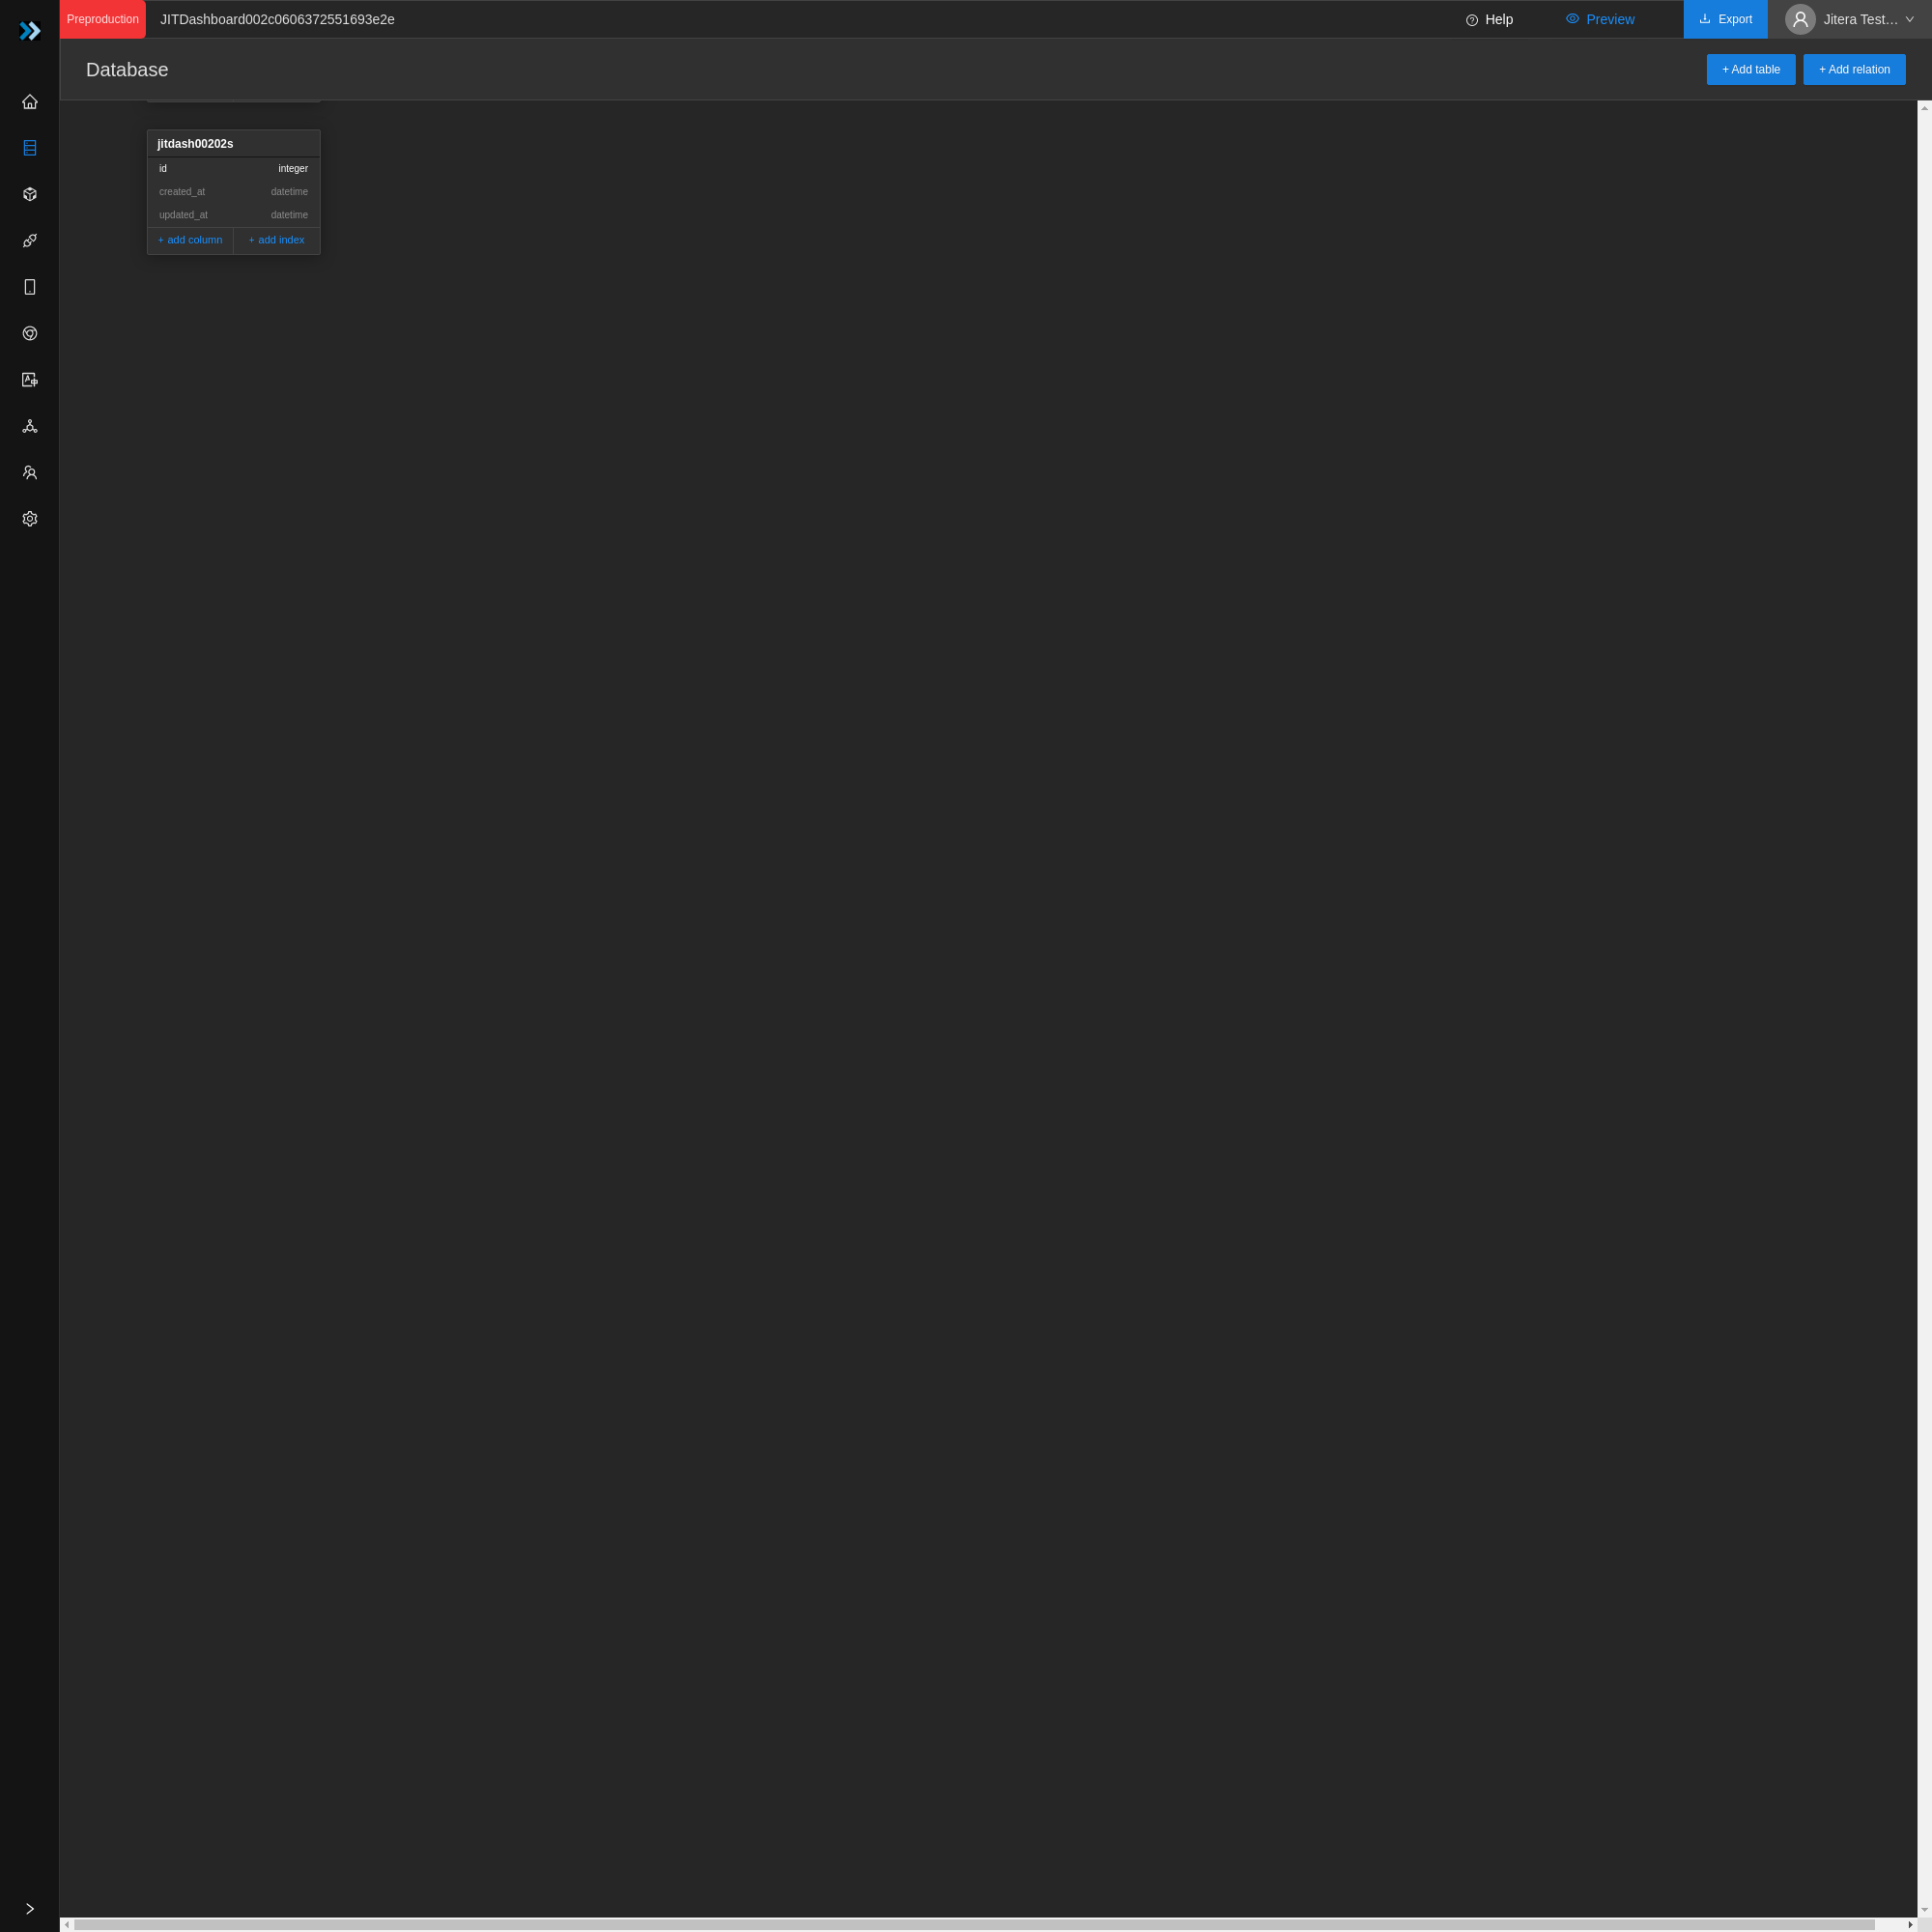 Preproduction JITDashboard002c0606372551693e2e Help Preview Export Jitera Test…
Database + Add table + Add relation
jitdash00202s
id integer
created_at datetime
updated_at datetime
+ add column + add index